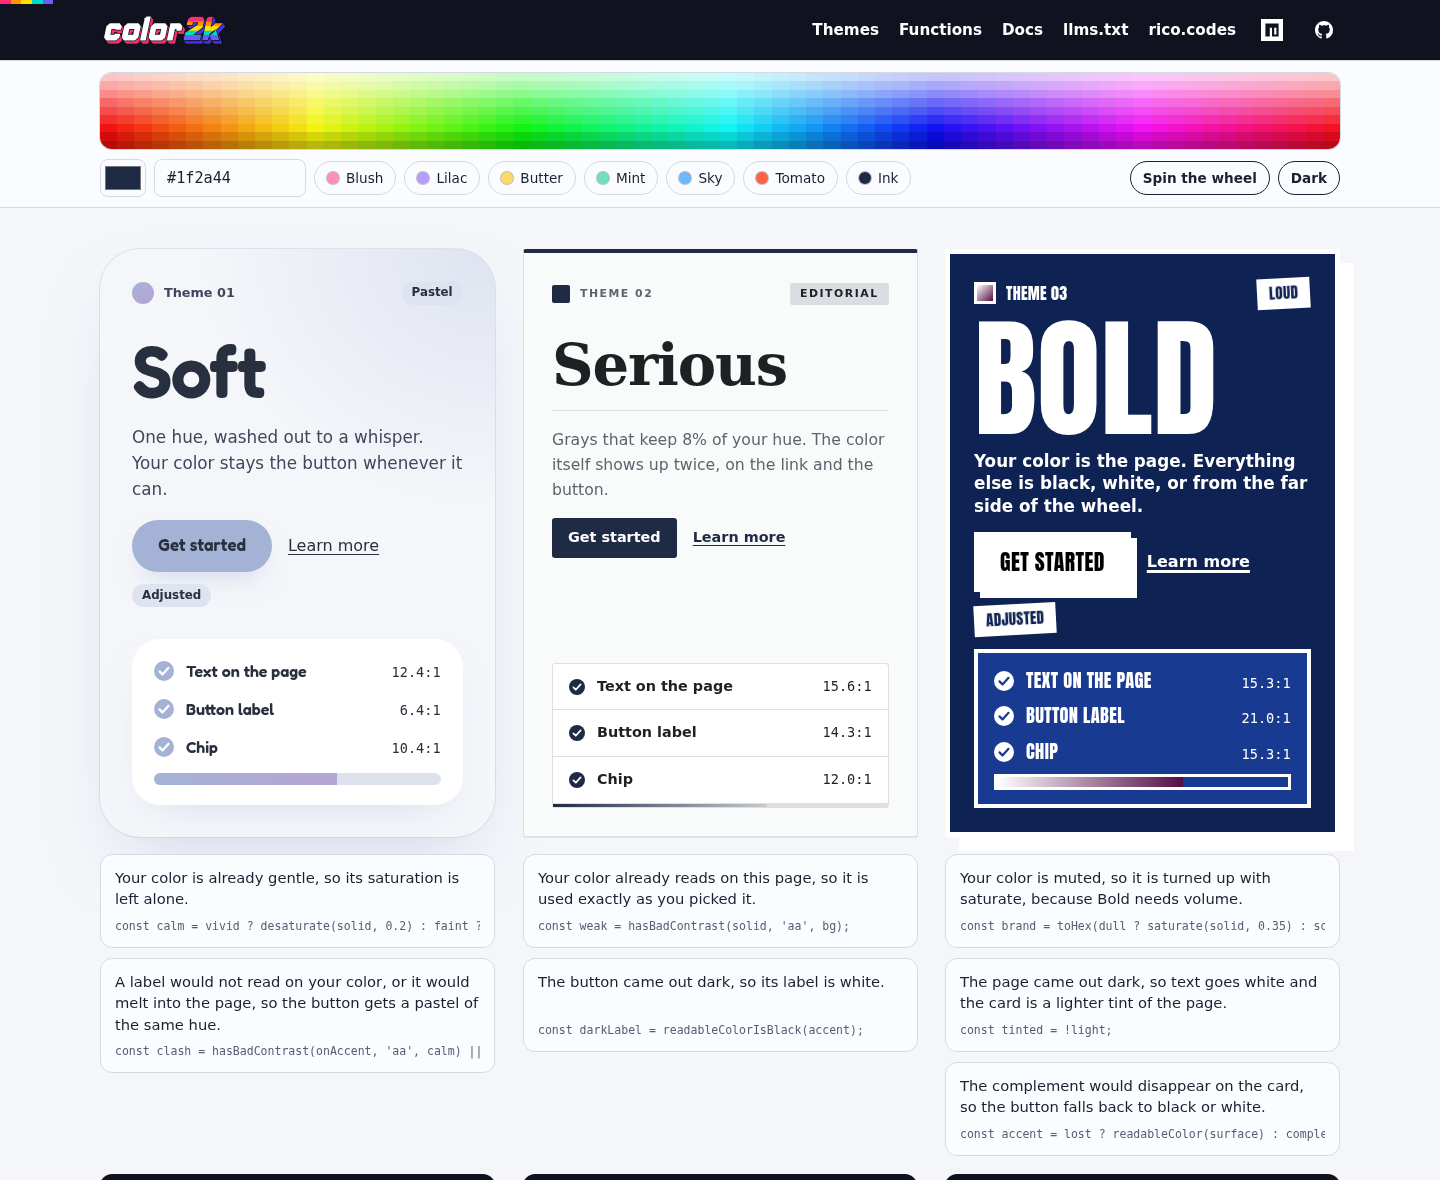 color2k
Themes Functions Docs llms.txt rico.codes
#1f2a44 Blush Lilac Butter Mint Sky Tomato Ink Spin the wheel Dark
Theme 01 Pastel
Soft
One hue, washed out to a whisper.
Your color stays the button whenever it
can.
Get started Learn more
Adjusted
Text on the page 12.4:1
Button label 6.4:1
Chip 10.4:1
THEME 02 EDITORIAL
Serious
Grays that keep 8% of your hue. The color
itself shows up twice, on the link and the
button.
Get started Learn more
Text on the page 15.6:1
Button label 14.3:1
Chip 12.0:1
THEME 03 LOUD
BOLD
Your color is the page. Everything
else is black, white, or from the far
side of the wheel.
GET STARTED Learn more
ADJUSTED
TEXT ON THE PAGE 15.3:1
BUTTON LABEL 21.0:1
CHIP 15.3:1
Your color is already gentle, so its saturation is
left alone.
const calm = vivid ? desaturate(solid, 0.2) : faint ?
A label would not read on your color, or it would
melt into the page, so the button gets a pastel of
the same hue.
const clash = hasBadContrast(onAccent, 'aa', calm) ||
Your color already reads on this page, so it is
used exactly as you picked it.
const weak = hasBadContrast(solid, 'aa', bg);
The button came out dark, so its label is white.
const darkLabel = readableColorIsBlack(accent);
Your color is muted, so it is turned up with
saturate, because Bold needs volume.
const brand = toHex(dull ? saturate(solid, 0.35) : so
The page came out dark, so text goes white and
the card is a lighter tint of the page.
const tinted = !light;
The complement would disappear on the card,
so the button falls back to black or white.
const accent = lost ? readableColor(surface) : comple